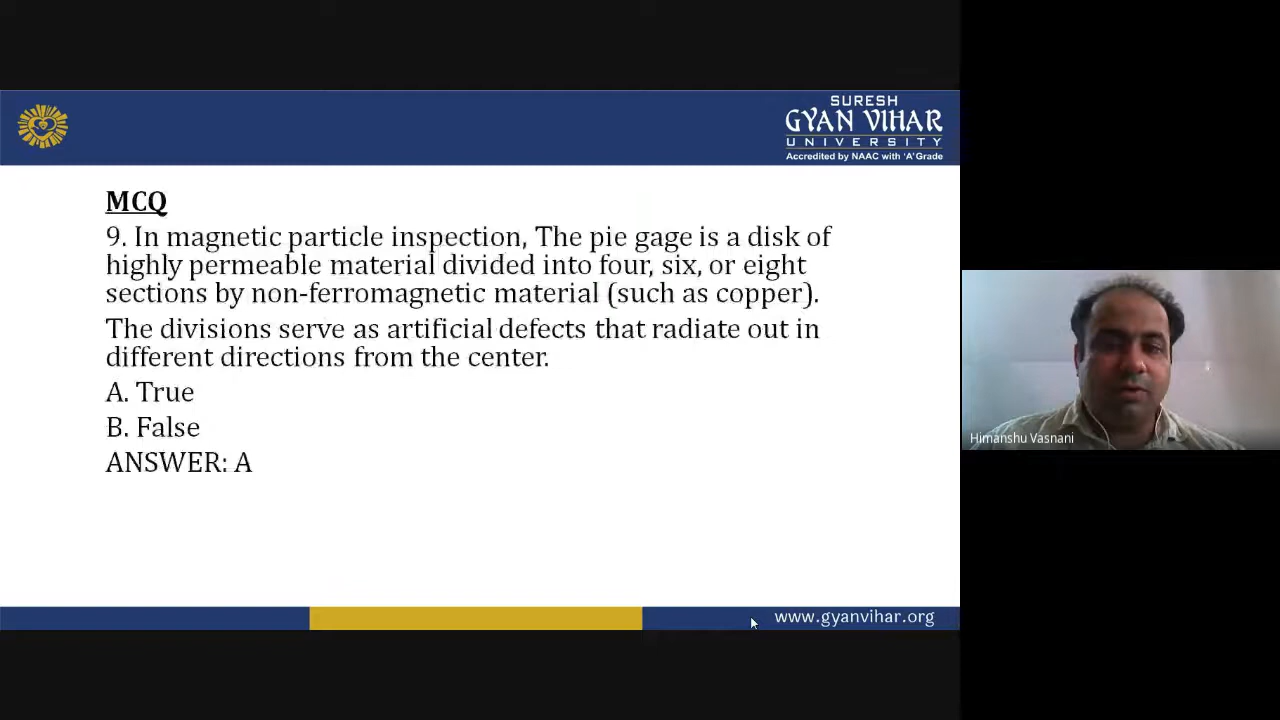 SURESH
GYAN VIHAR
UNIVERSITY
Accredited by NAAC with 'A' Grade
MCQ
9. In magnetic particle inspection, The pie gage is a disk of
highly permeable material divided into four, six, or eight
sections by non-ferromagnetic material (such as copper).
The divisions serve as artificial defects that radiate out in
different directions from the center.
A. True
B. False
ANSWER: A
Himanshu Vasnani
www.gyanvihar.org